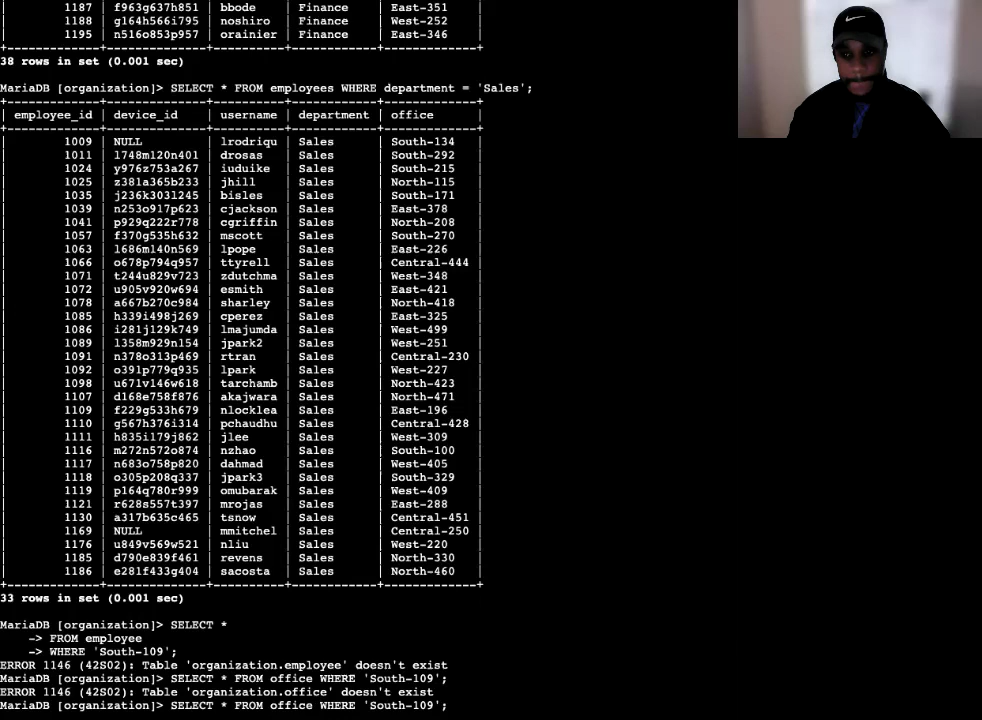 | 1187 | f963g637h851 | bbode | Finance | East-351 |
| 1188 | g164h566i795 | noshiro | Finance | West-252 |
| 1195 | n516o853p957 | orainier | Finance | East-346 |
+-------------+--------------+----------+------------+-------------+
38 rows in set (0.001 sec)
MariaDB [organization]> SELECT * FROM employees WHERE department = 'Sales';
+-------------+--------------+----------+------------+-------------+
| employee_id | device_id | username | department | office |
+-------------+--------------+----------+------------+-------------+
| 1009 | NULL | lrodriqu | Sales | South-134 |
| 1011 | l748m120n401 | drosas | Sales | South-292 |
| 1024 | y976z753a267 | iuduike | Sales | South-215 |
| 1025 | z381a365b233 | jhill | Sales | North-115 |
| 1035 | j236k303l245 | bisles | Sales | South-171 |
| 1039 | n253o917p623 | cjackson | Sales | East-378 |
| 1041 | p929q222r778 | cgriffin | Sales | North-208 |
| 1057 | f370g535h632 | mscott | Sales | South-270 |
| 1063 | l686m140n569 | lpope | Sales | East-226 |
| 1066 | o678p794q957 | ttyrell | Sales | Central-444 |
| 1071 | t244u829v723 | zdutchma | Sales | West-348 |
| 1072 | u905v920w694 | esmith | Sales | East-421 |
| 1078 | a667b270c984 | sharley | Sales | North-418 |
| 1085 | h339i498j269 | cperez | Sales | East-325 |
| 1086 | i281j129k749 | lmajumda | Sales | West-499 |
| 1089 | l358m929n154 | jpark2 | Sales | West-251 |
| 1091 | n378o313p469 | rtran | Sales | Central-230 |
| 1092 | o391p779q935 | lpark | Sales | West-227 |
| 1098 | u671v146w618 | tarchamb | Sales | North-423 |
| 1107 | d168e758f876 | akajwara | Sales | North-471 |
| 1109 | f229g533h679 | nlocklea | Sales | East-196 |
| 1110 | g567h376i314 | pchaudhu | Sales | Central-428 |
| 1111 | h835i179j862 | jlee | Sales | West-309 |
| 1116 | m272n572o874 | nzhao | Sales | South-100 |
| 1117 | n683o758p820 | dahmad | Sales | West-405 |
| 1118 | o305p208q337 | jpark3 | Sales | South-329 |
| 1119 | p164q780r999 | omubarak | Sales | West-409 |
| 1121 | r628s557t397 | mrojas | Sales | East-288 |
| 1130 | a317b635c465 | tsnow | Sales | Central-451 |
| 1169 | NULL | mmitchel | Sales | Central-250 |
| 1176 | u849v569w521 | nliu | Sales | West-220 |
| 1185 | d790e839f461 | revens | Sales | North-330 |
| 1186 | e281f433g404 | sacosta | Sales | North-460 |
+-------------+--------------+----------+------------+-------------+
33 rows in set (0.001 sec)
MariaDB [organization]> SELECT *
-> FROM employee
-> WHERE 'South-109';
ERROR 1146 (42S02): Table 'organization.employee' doesn't exist
MariaDB [organization]> SELECT * FROM office WHERE 'South-109';
ERROR 1146 (42S02): Table 'organization.office' doesn't exist
MariaDB [organization]> SELECT * FROM office WHERE 'South-109';